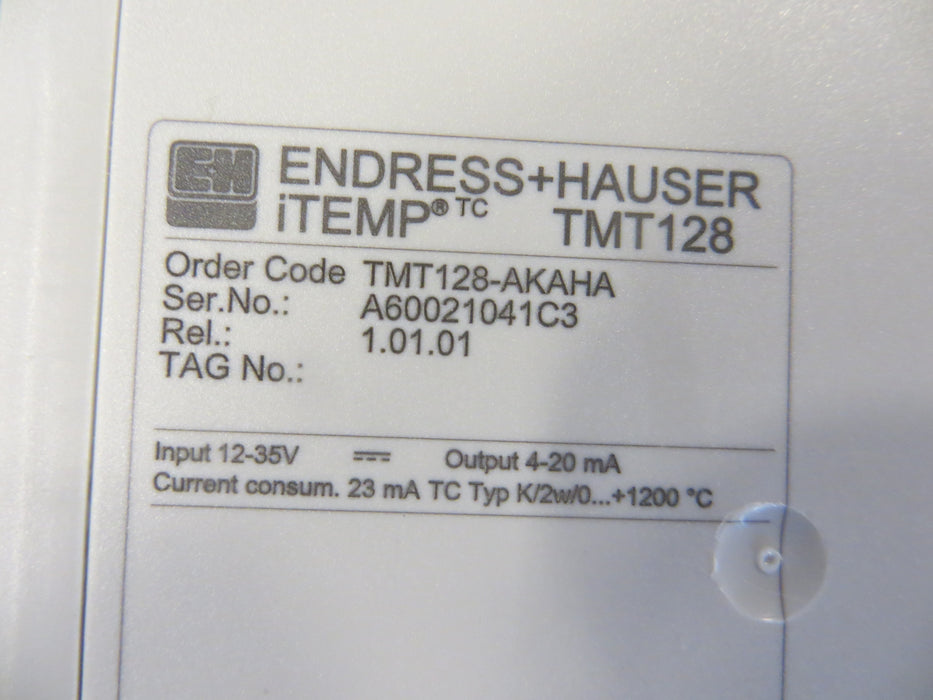 E+H
ENDRESS+HAUSER
iTEMP® TC TMT128
Order Code TMT128-AKAHA
Ser.No.: A60021041C3
Rel.: 1.01.01
TAG No.:
Input 12-35V ⎓ Output 4-20 mA
Current consum. 23 mA TC Typ K/2w/0...+1200 °C